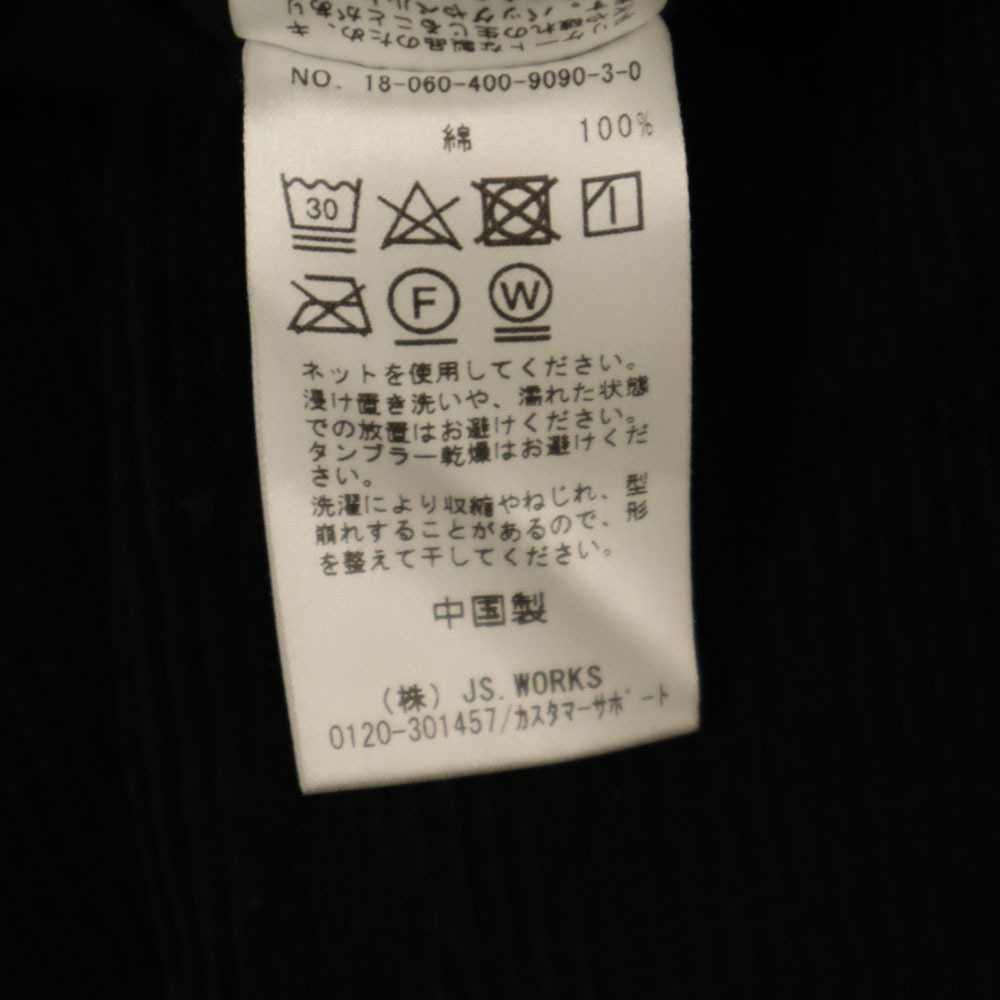 NO. 18-060-400-9090-3-0
綿 100%
30
F W
ネットを使用してください。
浸け置き洗いや、濡れた状態
での放置はお避けください。
タンブラー乾燥はお避けくだ
さい。
洗濯により収縮やねじれ、型
崩れすることがあるので、形
を整えて干してください。
中国製
(株) JS.WORKS
0120-301457/カスタマーサポート